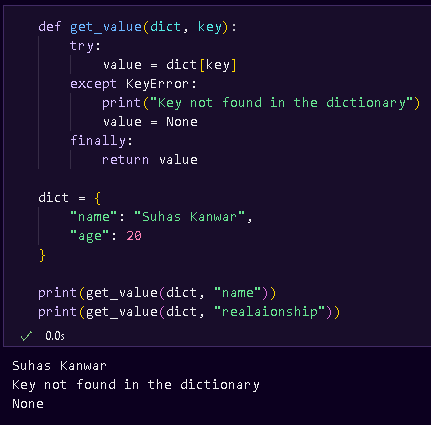 def get_value(dict, key):
    try:
        value = dict[key]
    except KeyError:
        print("Key not found in the dictionary")
        value = None
    finally:
        return value

dict = {
    "name": "Suhas Kanwar",
    "age": 20
}

print(get_value(dict, "name"))
print(get_value(dict, "realaionship"))
0.0s
Suhas Kanwar
Key not found in the dictionary
None